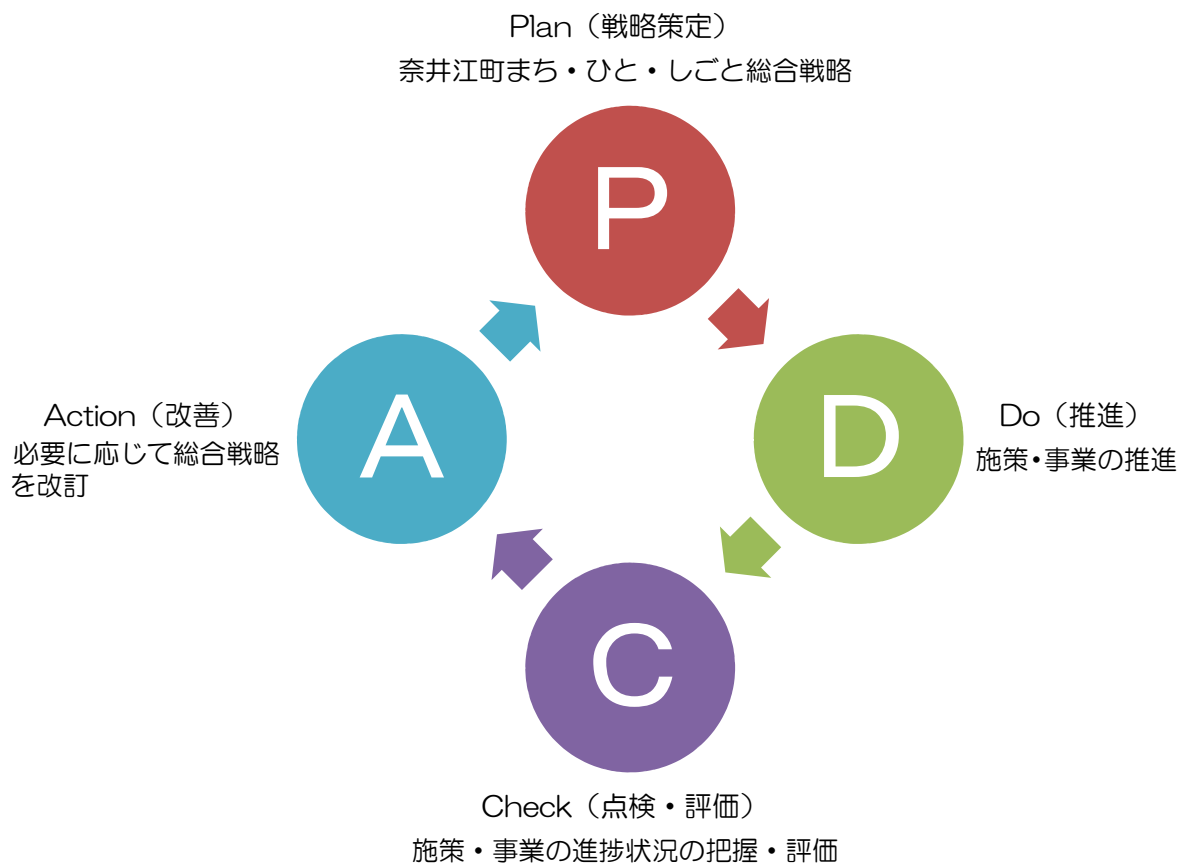 Plan（戦略策定）
奈井江町まち・ひと・しごと総合戦略
P
A
D
Action（改善）
必要に応じて総合戦略
を改訂
Do（推進）
施策・事業の推進
C
Check（点検・評価）
施策・事業の進捗状況の把握・評価